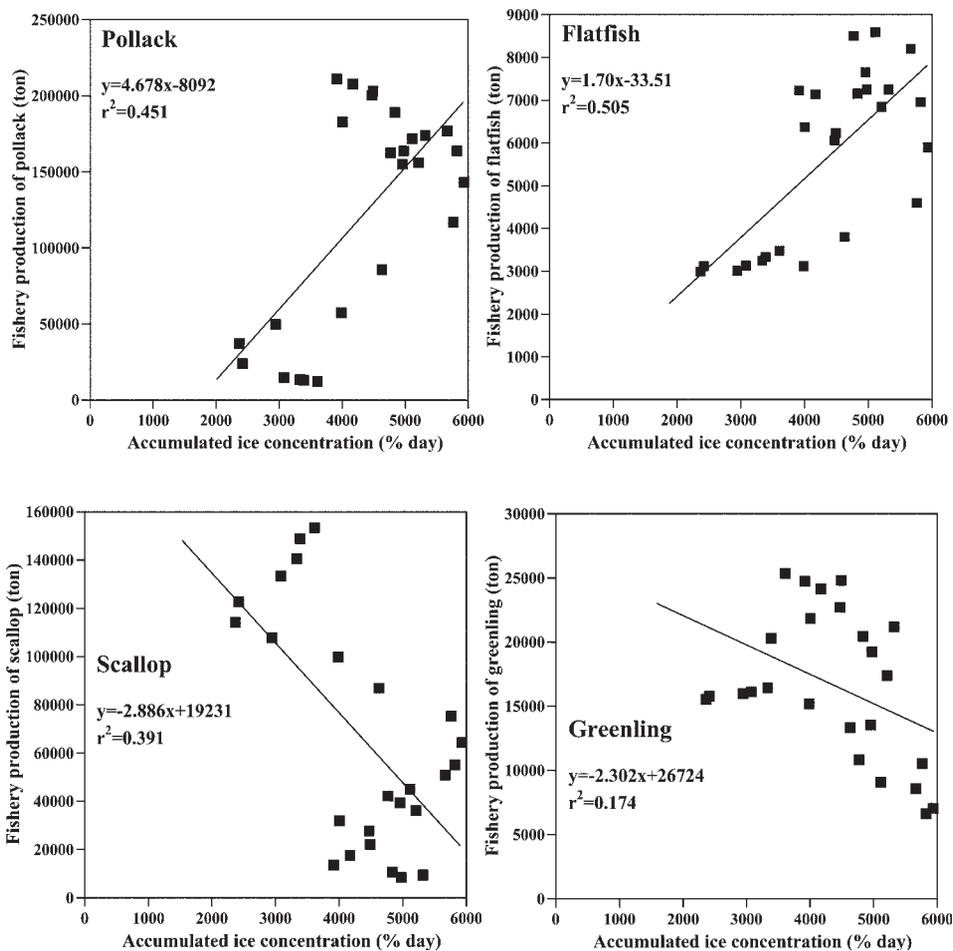 Pollack
y=4.678x-8092
r²=0.451
Fishery production of pollack (ton)
250000
200000
150000
100000
50000
0
0 1000 2000 3000 4000 5000 6000
Accumulated ice concentration (% day)
Flatfish
y=1.70x-33.51
r²=0.505
Fishery production of flatfish (ton)
9000
8000
7000
6000
5000
4000
3000
2000
1000
0
0 1000 2000 3000 4000 5000 6000
Accumulated ice concentration (% day)
Scallop
y=-2.886x+19231
r²=0.391
Fishery production of scallop (ton)
160000
140000
120000
100000
80000
60000
40000
20000
0
0 1000 2000 3000 4000 5000 6000
Accumulated ice concentration (% day)
Greenling
y=-2.302x+26724
r²=0.174
Fishery production of greenling (ton)
30000
25000
20000
15000
10000
5000
0
0 1000 2000 3000 4000 5000 6000
Accumulated ice concentration (% day)